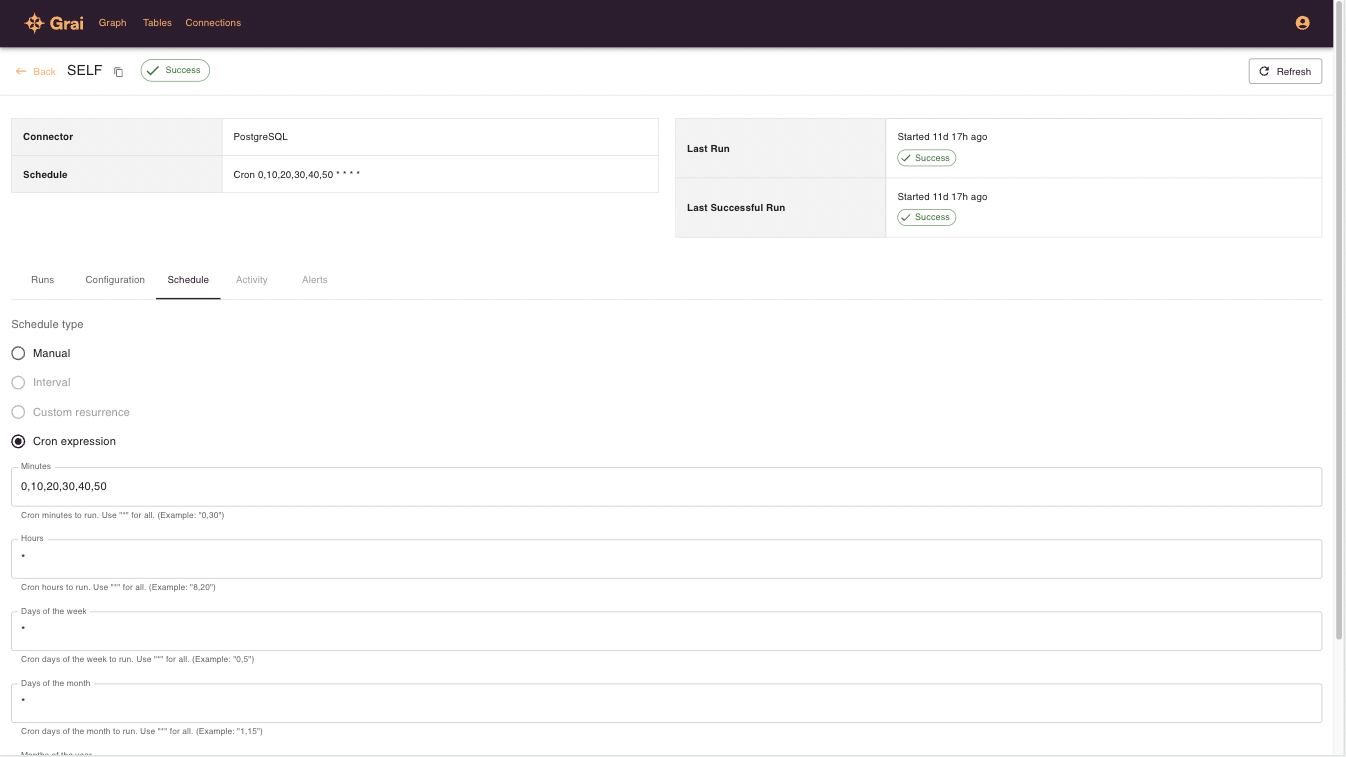 Grai Graph Tables Connections
Back SELF Success Refresh
Connector PostgreSQL
Schedule Cron 0,10,20,30,40,50 * * * *
Last Run Started 11d 17h ago
Success
Last Successful Run Started 11d 17h ago
Success
Runs Configuration Schedule Activity Alerts
Schedule type
Manual
Interval
Custom resurrence
Cron expression
Minutes
0,10,20,30,40,50
Cron minutes to run. Use "*" for all. (Example: "0,30")
Hours
*
Cron hours to run. Use "*" for all. (Example: "8,20")
Days of the week
*
Cron days of the week to run. Use "*" for all. (Example: "0,5")
Days of the month
*
Cron days of the month to run. Use "*" for all. (Example: "1,15")
Months of the year